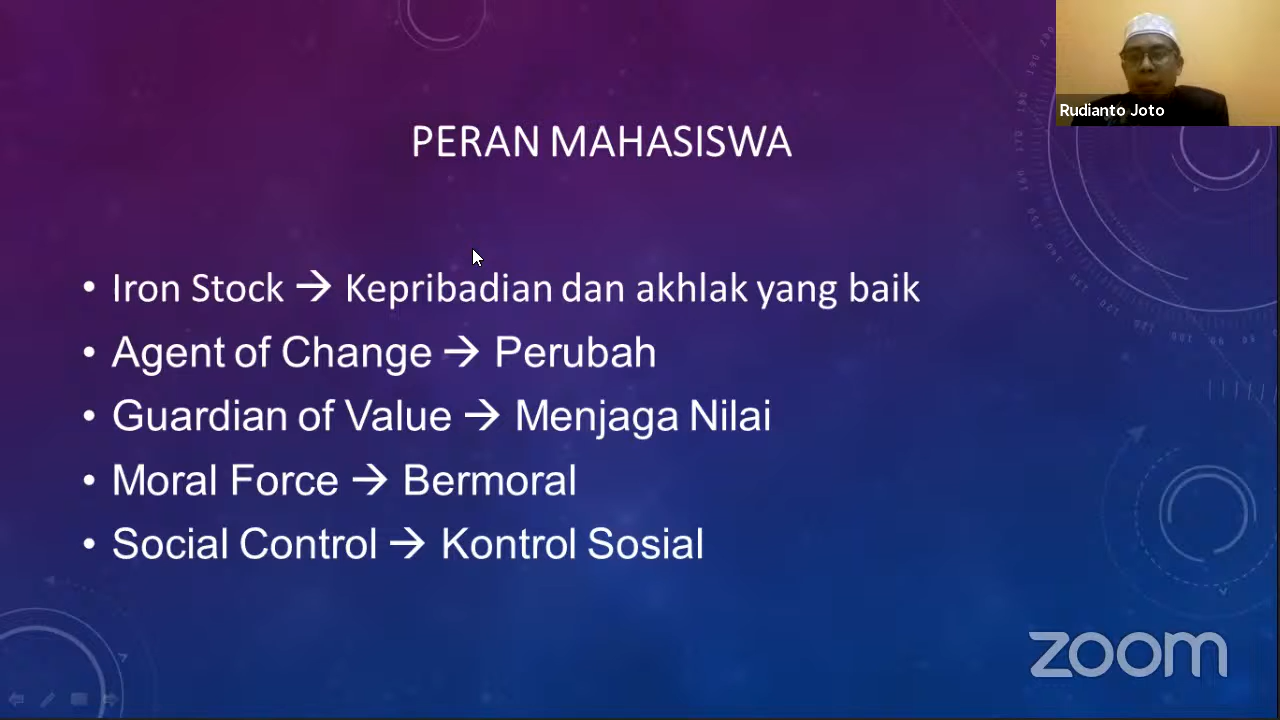 Rudianto Joto
PERAN MAHASISWA
• Iron Stock → Kepribadian dan akhlak yang baik
• Agent of Change → Perubah
• Guardian of Value → Menjaga Nilai
• Moral Force → Bermoral
• Social Control → Kontrol Sosial
zoom